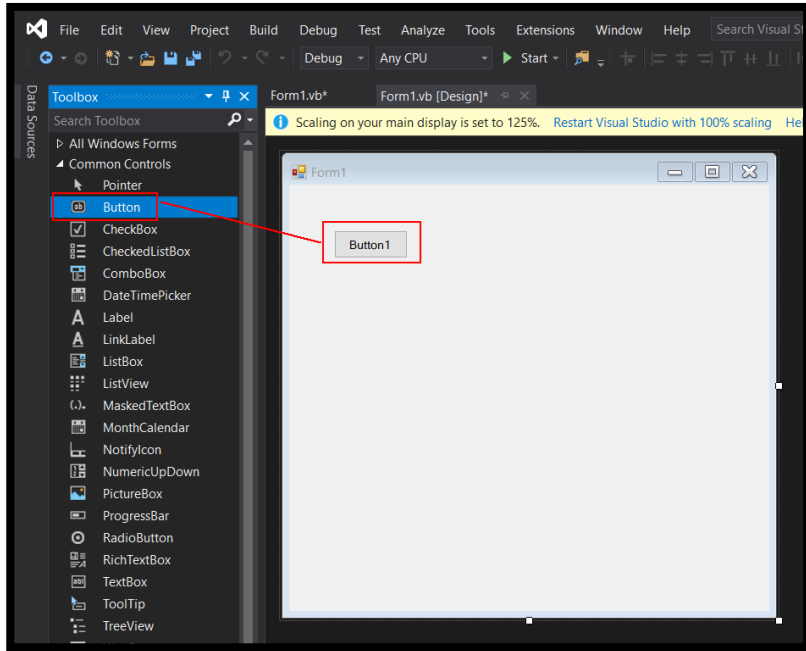 File Edit View Project Build Debug Test Analyze Tools Extensions Window Help Search Visual St
Debug Any CPU Start
Data Sources
Toolbox
Search Toolbox
All Windows Forms
Common Controls
Pointer
Button
CheckBox
CheckedListBox
ComboBox
DateTimePicker
Label
LinkLabel
ListBox
ListView
MaskedTextBox
MonthCalendar
NotifyIcon
NumericUpDown
PictureBox
ProgressBar
RadioButton
RichTextBox
TextBox
ToolTip
TreeView
Form1.vb* Form1.vb [Design]*
Scaling on your main display is set to 125%. Restart Visual Studio with 100% scaling He
Form1
Button1